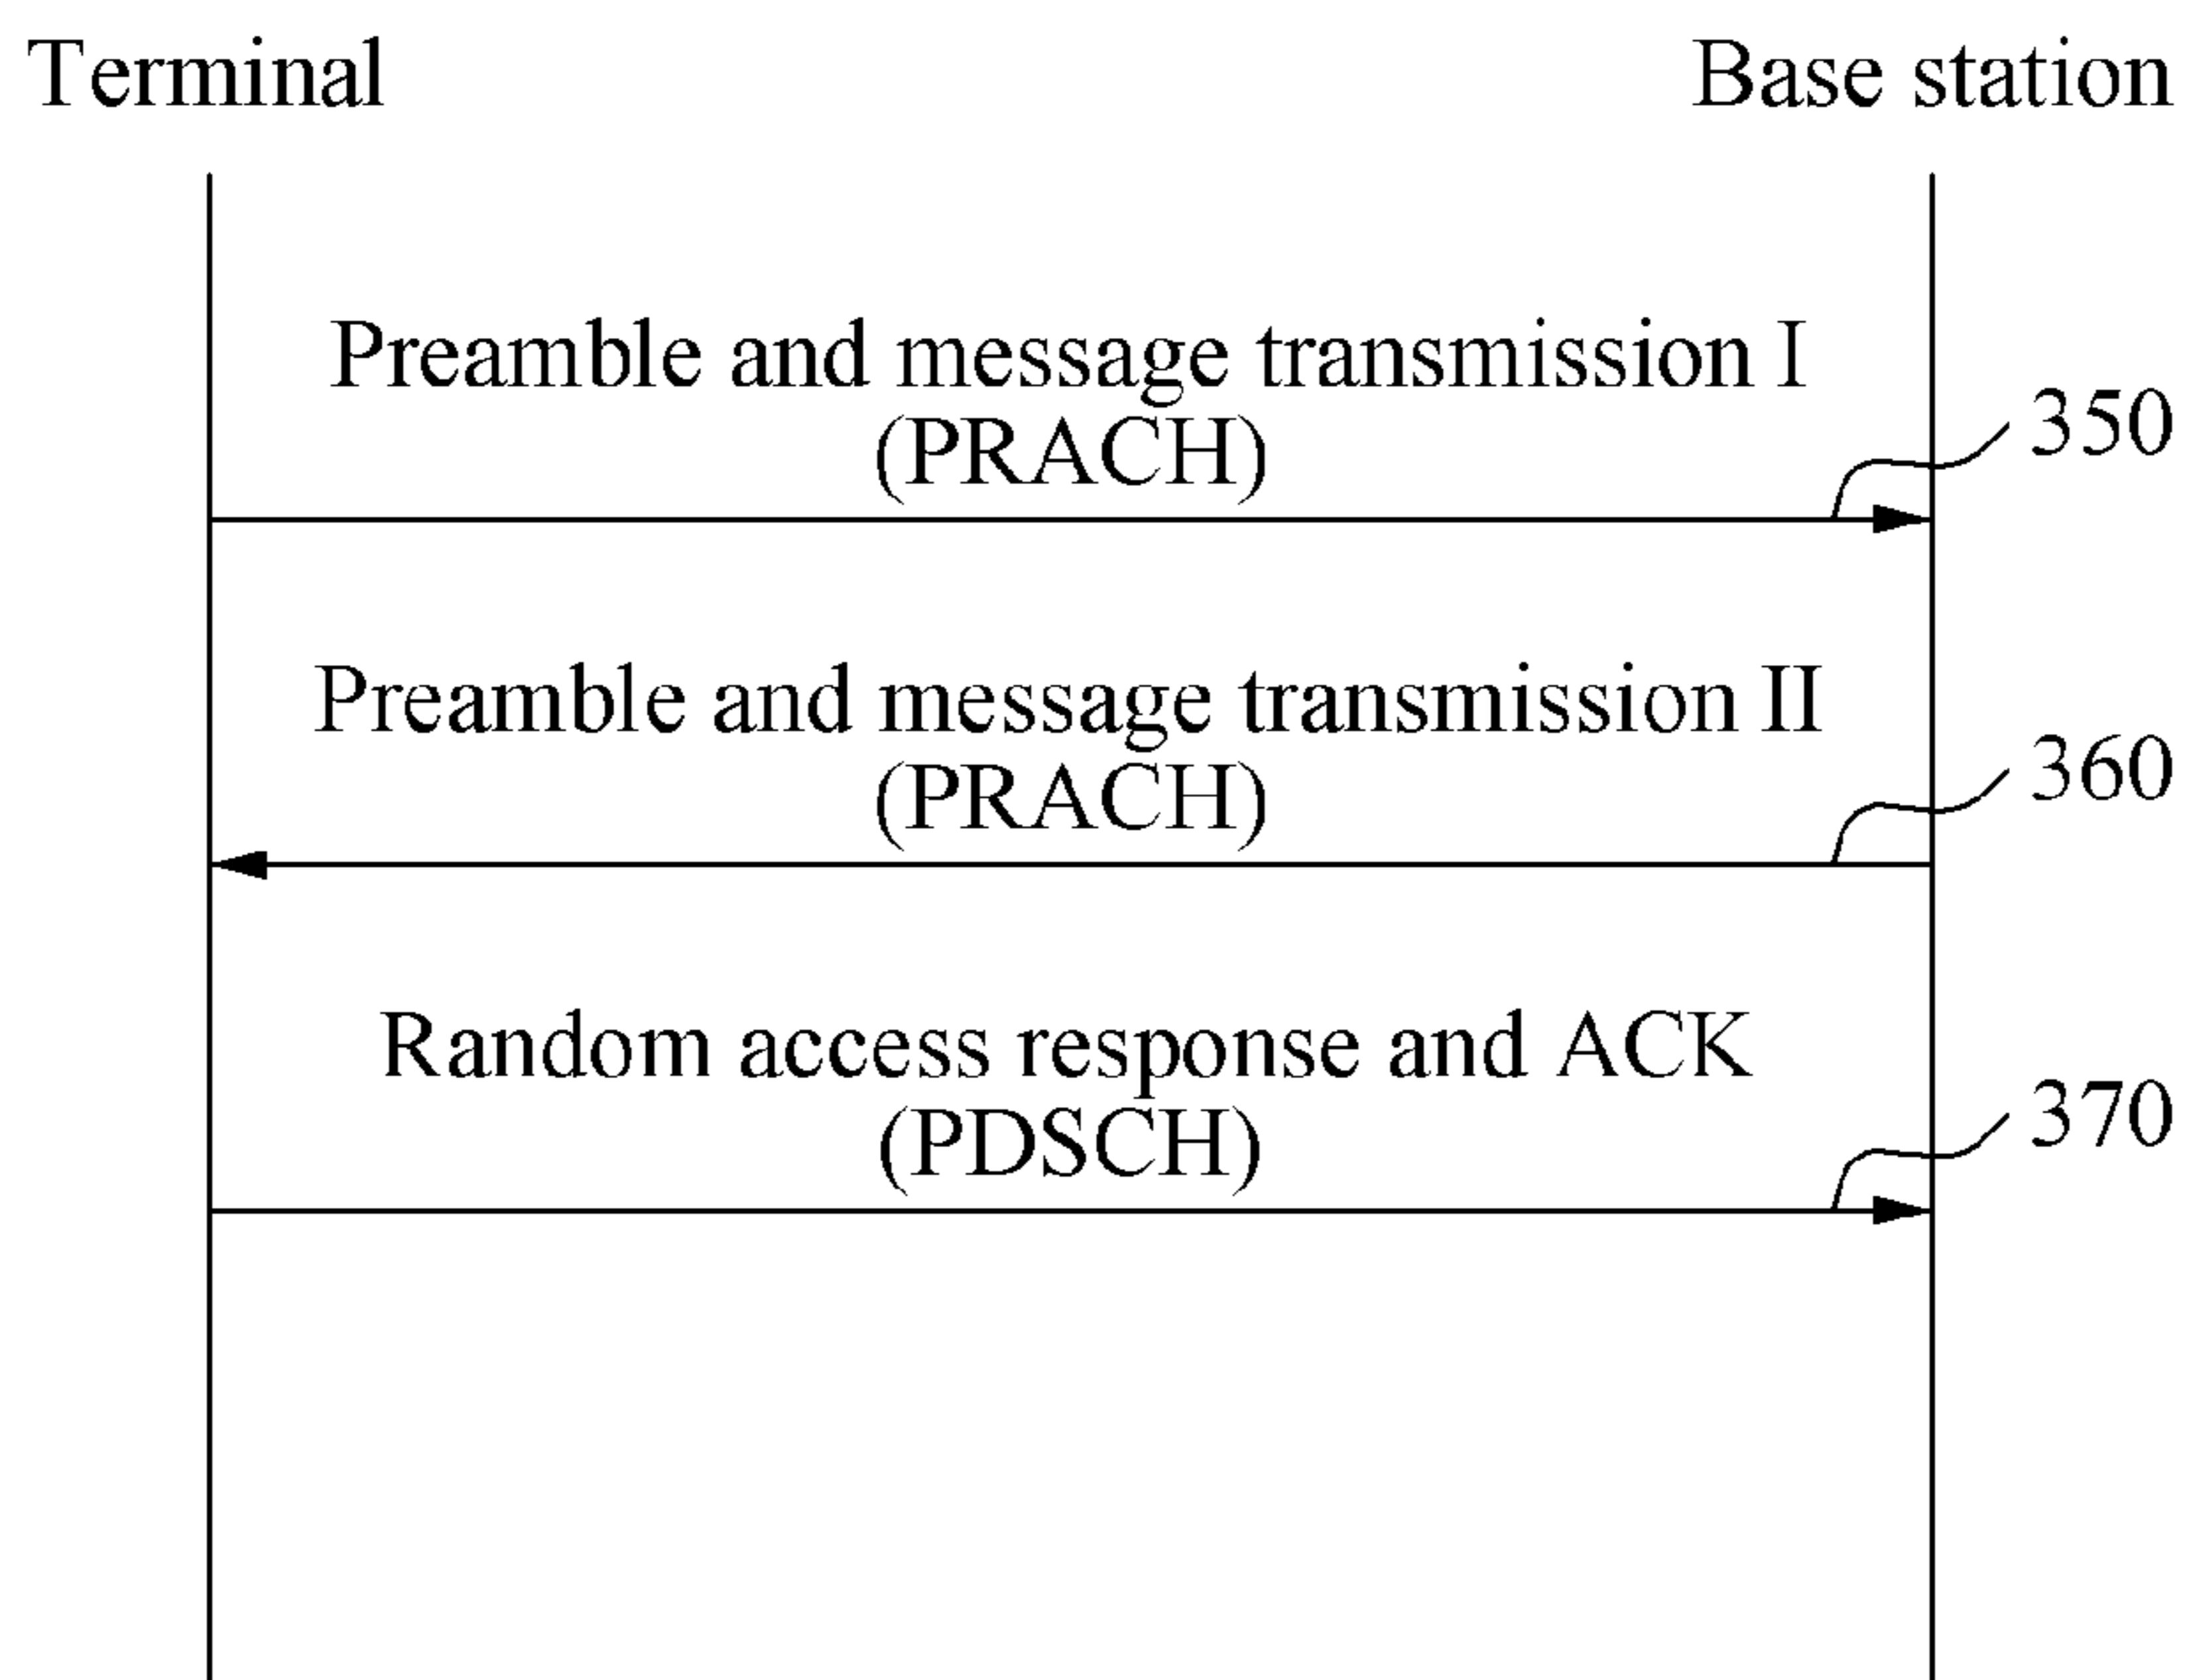 Terminal
Base station
Preamble and message transmission I
(PRACH)
350
Preamble and message transmission II
(PRACH)
360
Random access response and ACK
(PDSCH)
370